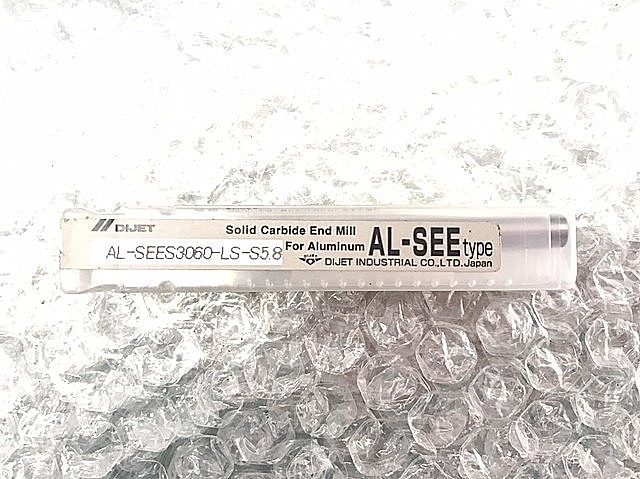 DIJET
Solid Carbide End Mill
AL-SEES3060-LS-S5.8
For Aluminum
AL-SEE type
DIJET INDUSTRIAL CO.,LTD. Japan